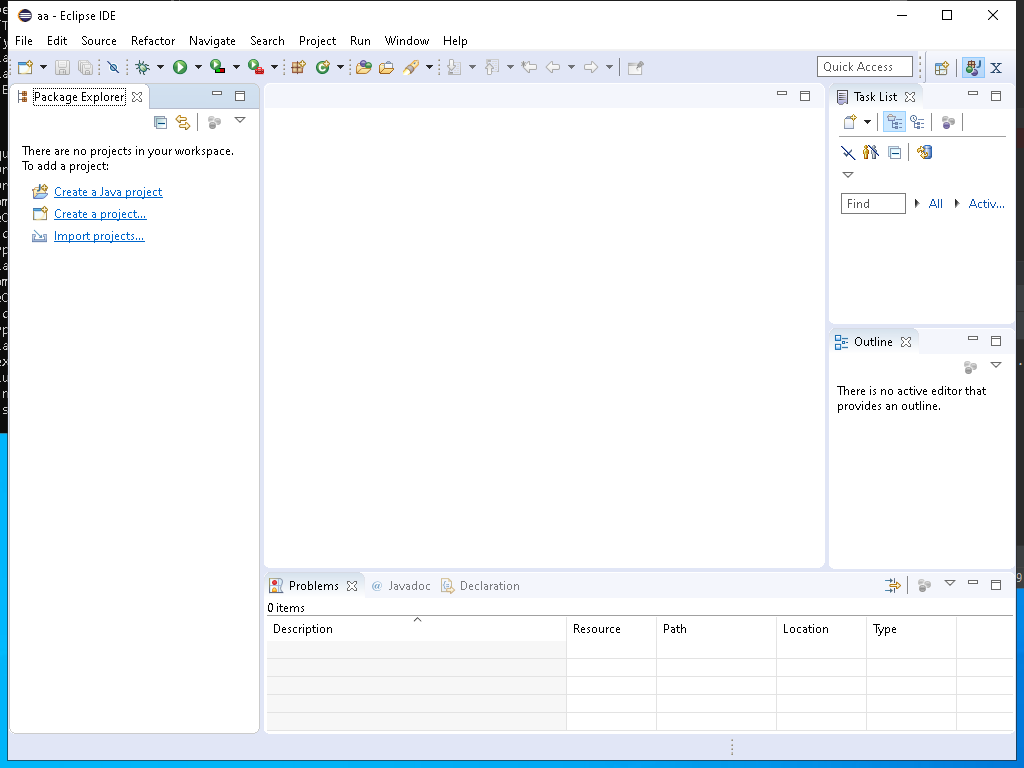 aa - Eclipse IDE
File Edit Source Refactor Navigate Search Project Run Window Help
Quick Access
Package Explorer
There are no projects in your workspace.
To add a project:
Create a Java project
Create a project...
Import projects...
Task List
Find All Activ...
Outline
There is no active editor that
provides an outline.
Problems @ Javadoc Declaration
0 items
Description Resource Path Location Type